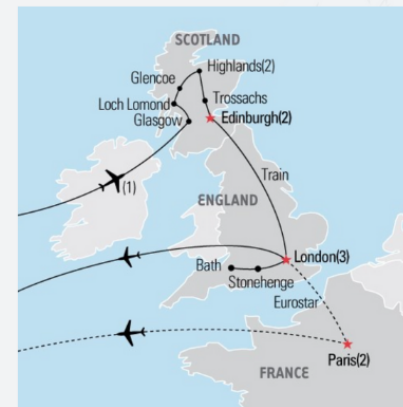 SCOTLAND
Highlands(2)
Glencoe
Trossachs
Loch Lomond
Edinburgh(2)
Glasgow
(1)
Train
ENGLAND
London(3)
Bath
Stonehenge
Eurostar
Paris(2)
FRANCE